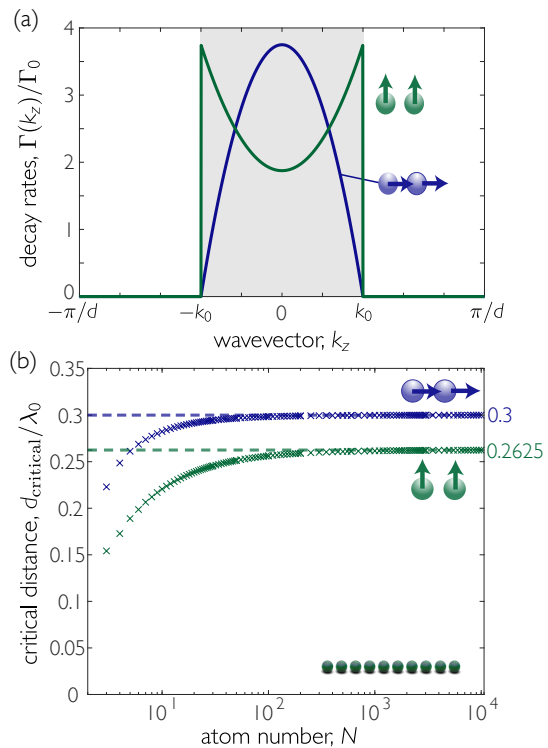 (a)
decay rates, Γ(k_z)/Γ_0
4
3
2
1
0
−π/d
−k_0
0
k_0
π/d
wavevector, k_z
(b)
critical distance, d_critical/λ_0
0.35
0.3
0.25
0.2
0.15
0.1
0.05
0
0.3
0.2625
10^1
10^2
10^3
10^4
atom number, N